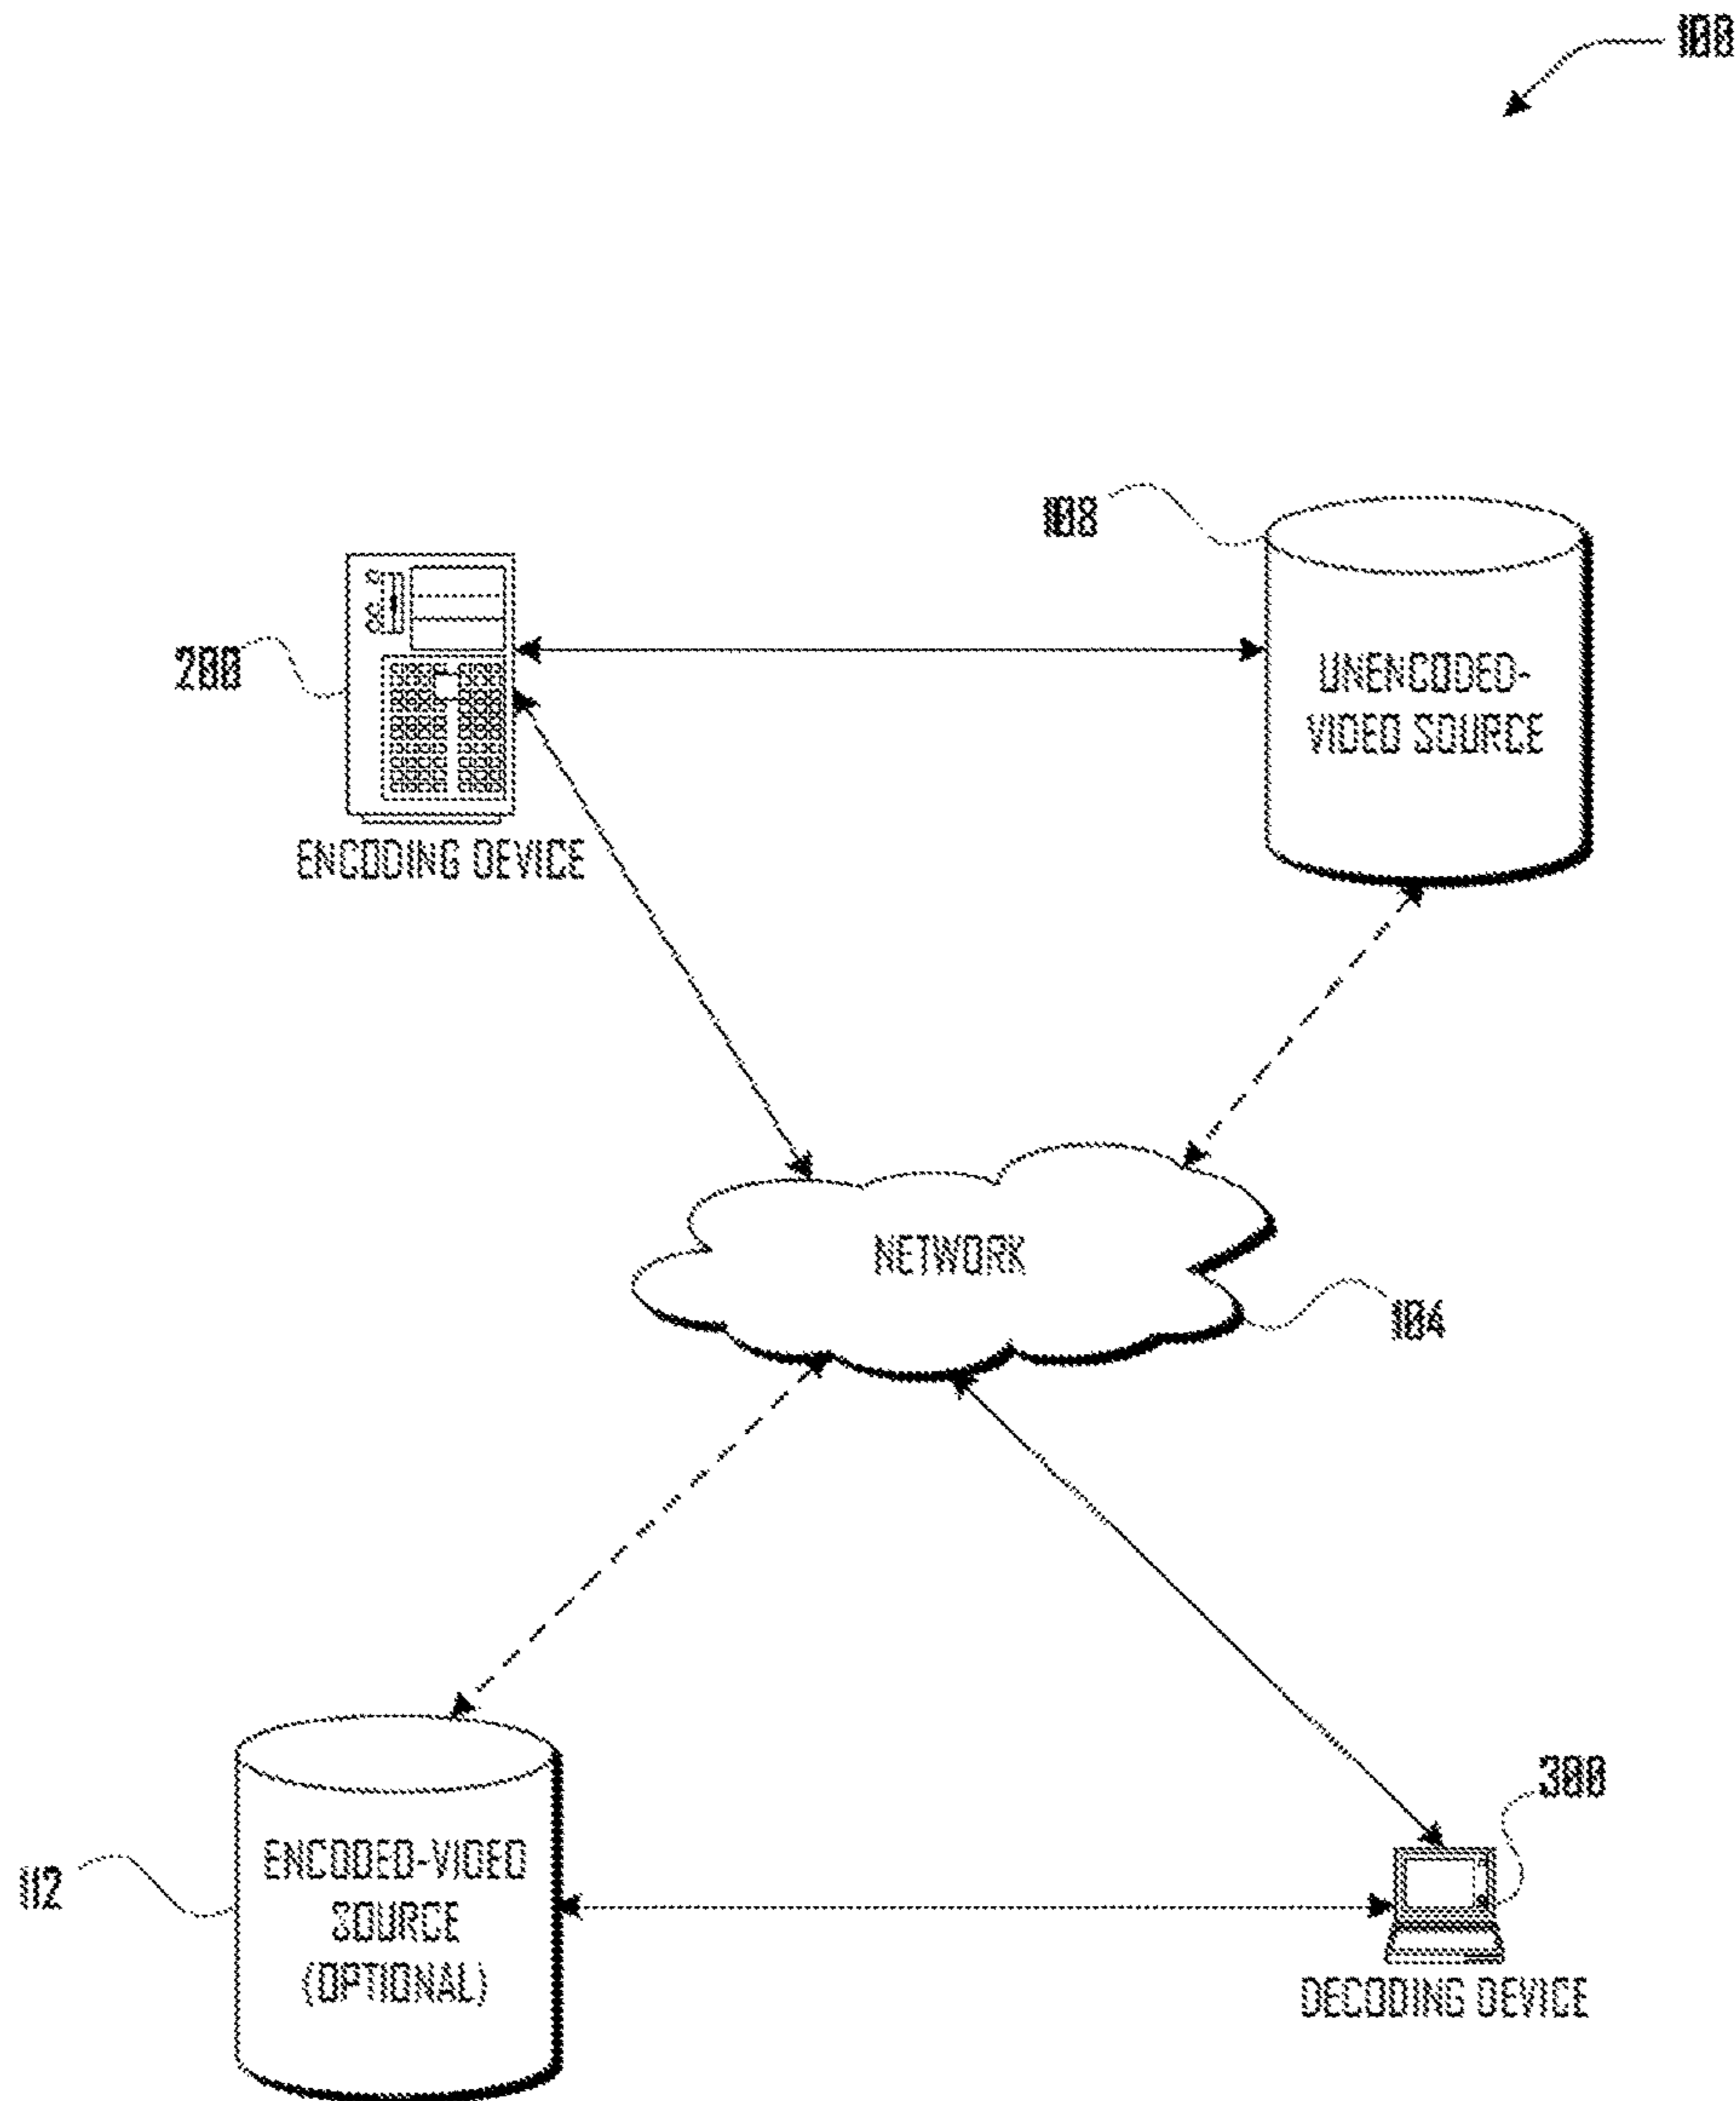 100
108
200
UNENCODED-
VIDEO SOURCE
ENCODING DEVICE
NETWORK
104
300
112
ENCODED-VIDEO
SOURCE
(OPTIONAL)
DECODING DEVICE